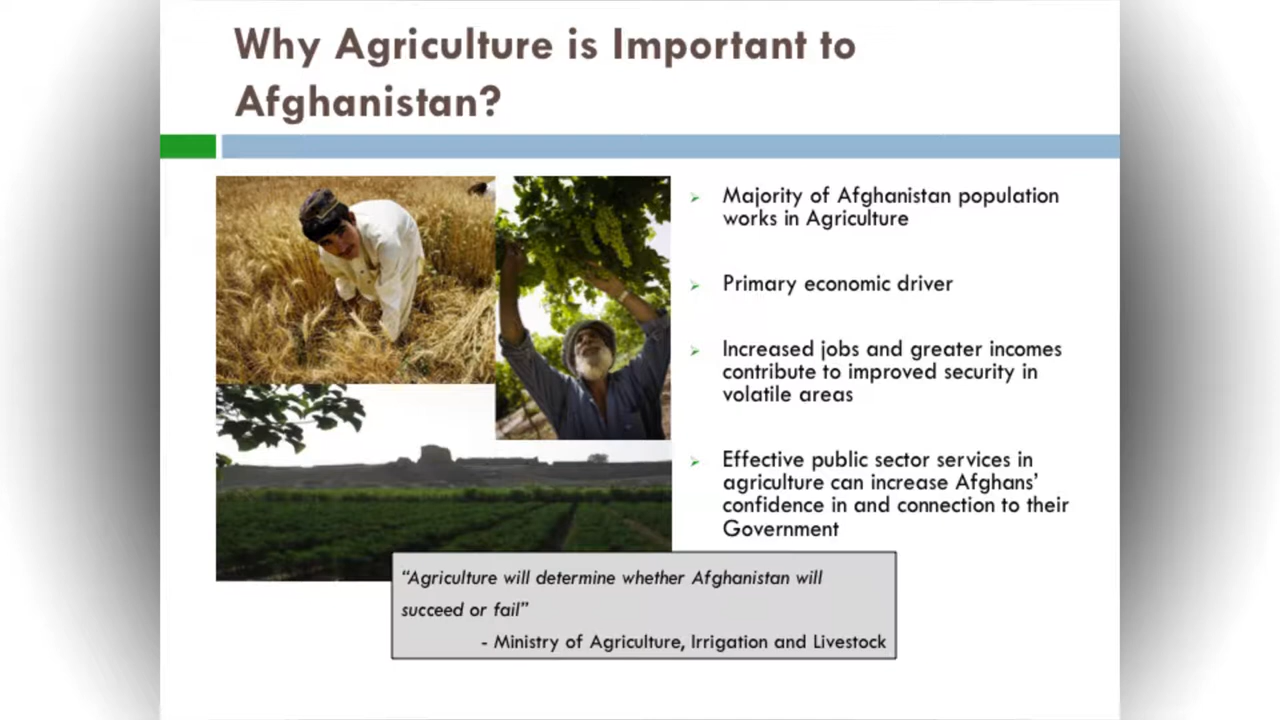 Why Agriculture is Important to
Afghanistan?
Majority of Afghanistan population
works in Agriculture
Primary economic driver
Increased jobs and greater incomes
contribute to improved security in
volatile areas
Effective public sector services in
agriculture can increase Afghans’
confidence in and connection to their
Government
“Agriculture will determine whether Afghanistan will
succeed or fail”
- Ministry of Agriculture, Irrigation and Livestock